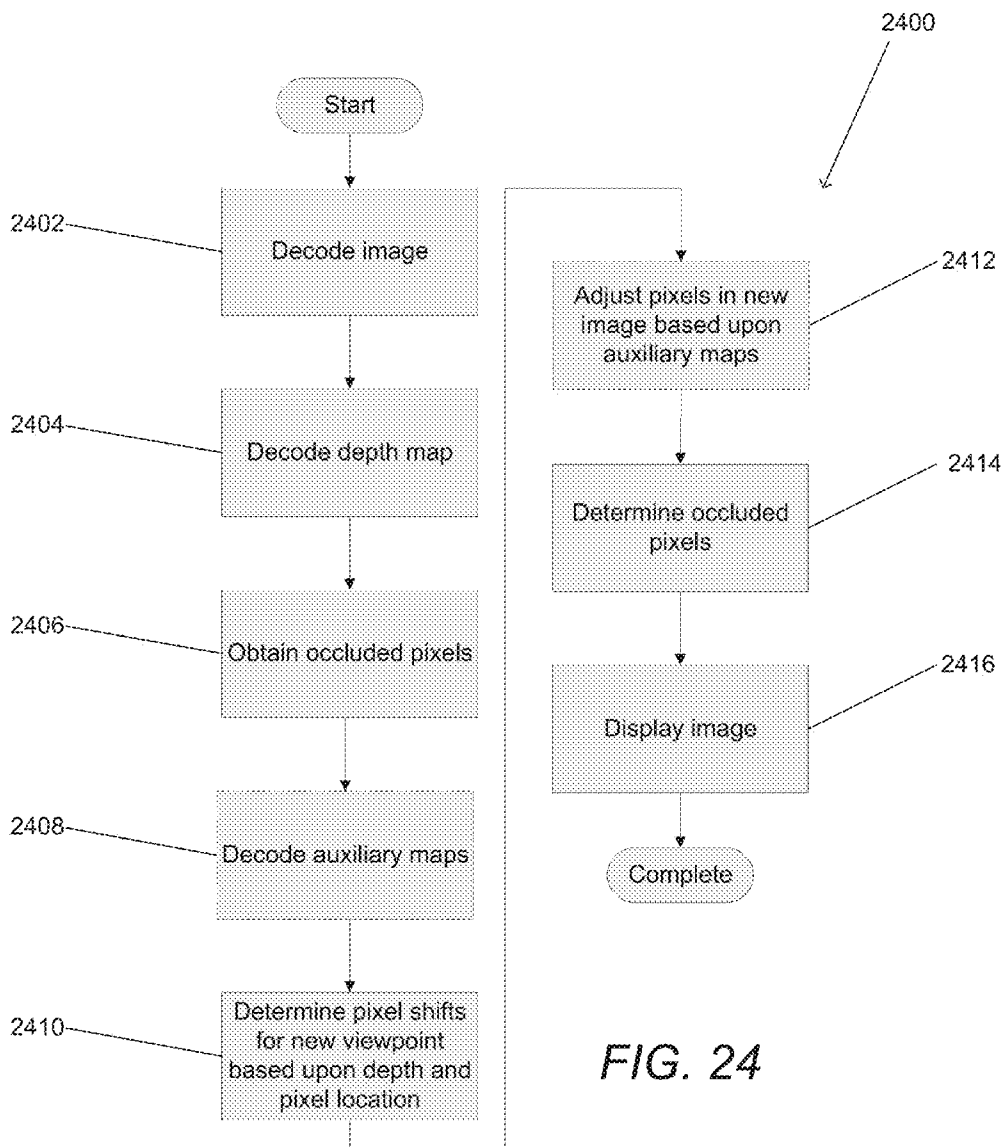 2400
Start
2402
Decode image
2404
Decode depth map
2406
Obtain occluded pixels
2408
Decode auxiliary maps
2410
Determine pixel shifts
for new viewpoint
based upon depth and
pixel location
2412
Adjust pixels in new
image based upon
auxiliary maps
2414
Determine occluded
pixels
2416
Display image
Complete
FIG. 24